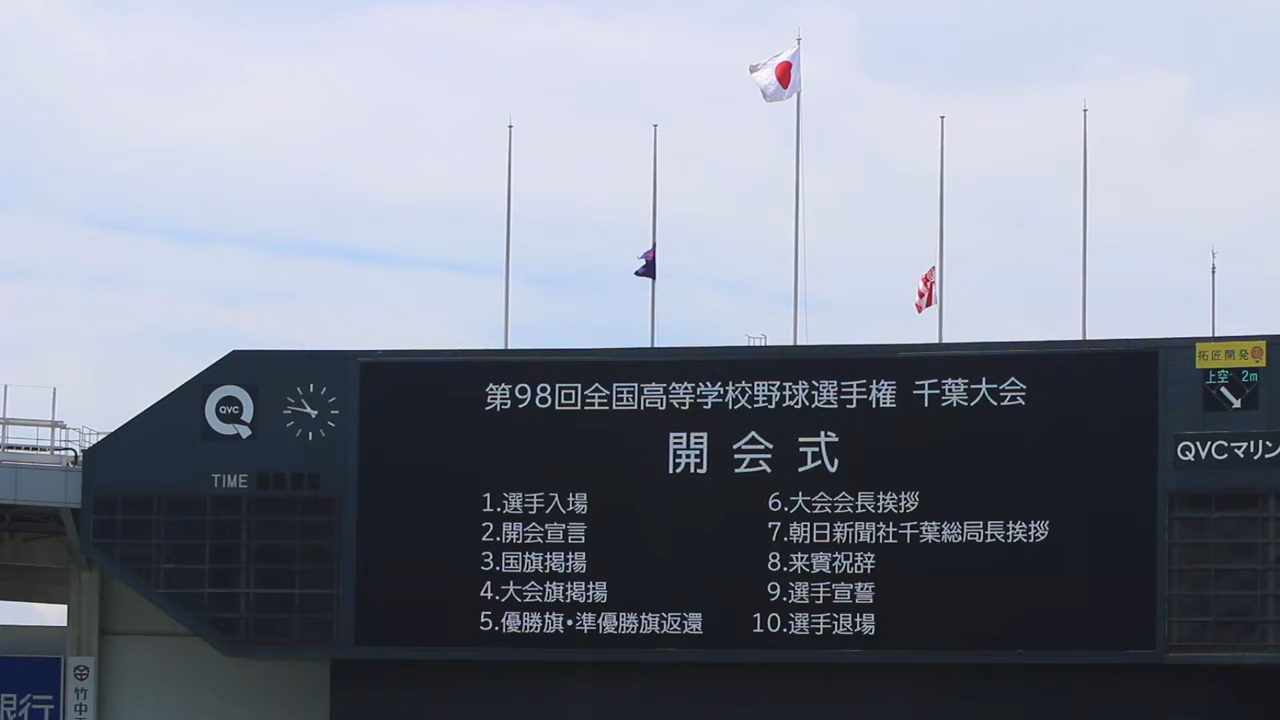 第98回全国高等学校野球選手権 千葉大会
開会式
1.選手入場
2.開会宣言
3.国旗掲揚
4.大会旗掲揚
5.優勝旗・準優勝旗返還
6.大会会長挨拶
7.朝日新聞社千葉総局長挨拶
8.来賓祝辞
9.選手宣誓
10.選手退場
QVC
TIME
拓匠開発
上空 2m
QVCマリン
銀行
竹中